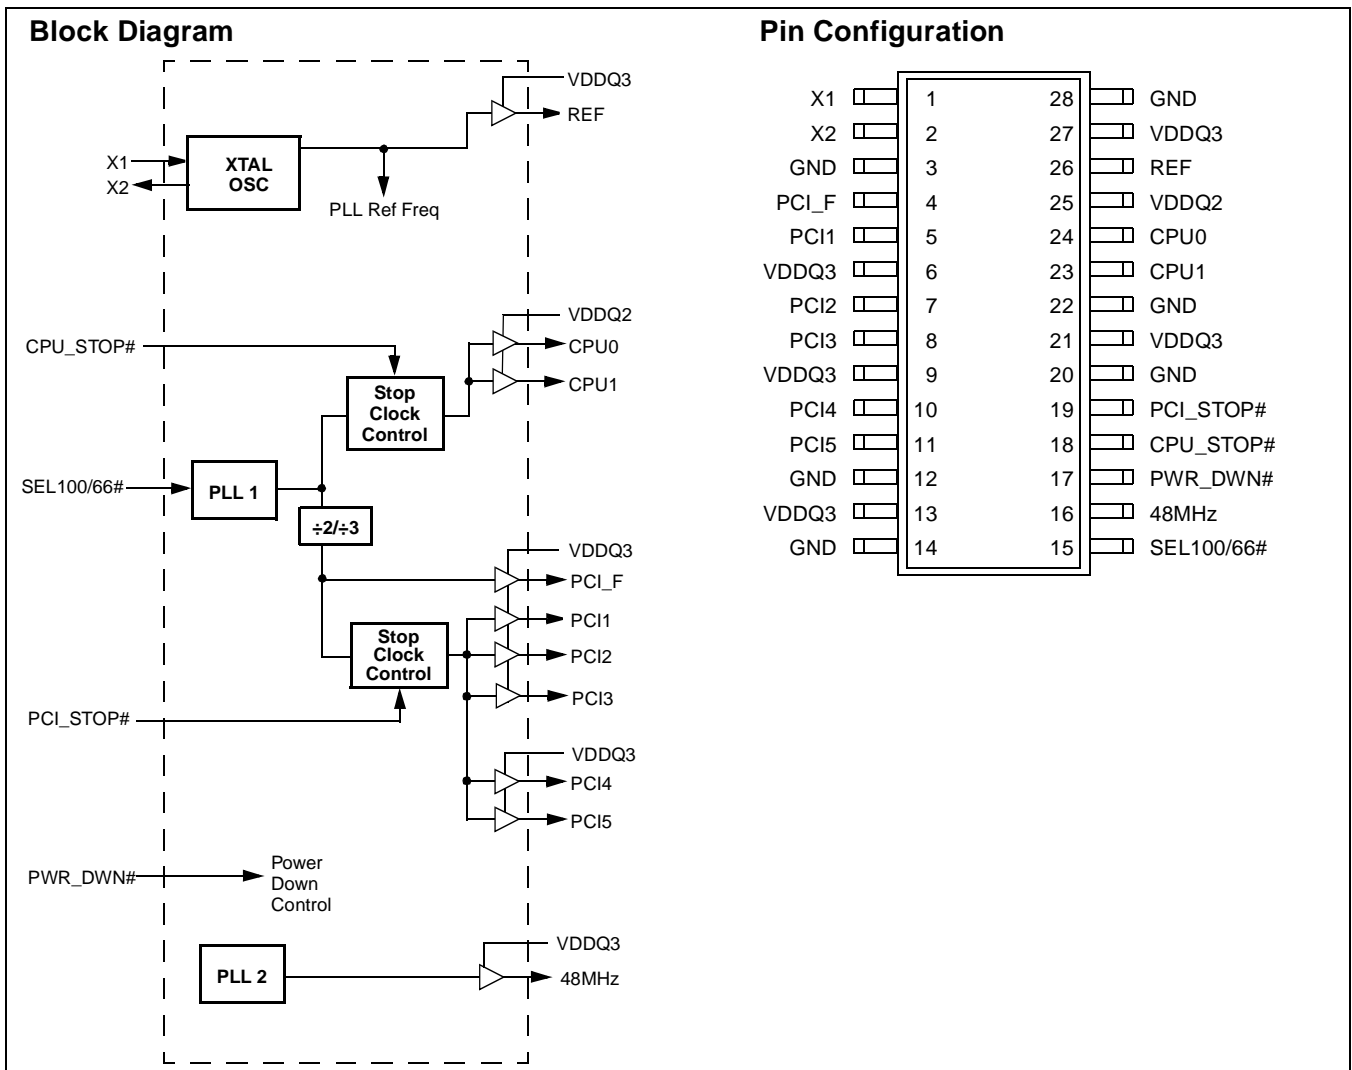 Block Diagram
VDDQ3
REF
X1
X2
XTAL
OSC
PLL Ref Freq
VDDQ2
CPU_STOP#
CPU0
CPU1
Stop
Clock
Control
SEL100/66#
PLL 1
÷2/÷3
VDDQ3
PCI_F
PCI1
Stop
Clock
Control
PCI2
PCI3
PCI_STOP#
VDDQ3
PCI4
PCI5
PWR_DWN#
Power
Down
Control
VDDQ3
PLL 2
48MHz
Pin Configuration
X1 1 28 GND
X2 2 27 VDDQ3
GND 3 26 REF
PCI_F 4 25 VDDQ2
PCI1 5 24 CPU0
VDDQ3 6 23 CPU1
PCI2 7 22 GND
PCI3 8 21 VDDQ3
VDDQ3 9 20 GND
PCI4 10 19 PCI_STOP#
PCI5 11 18 CPU_STOP#
GND 12 17 PWR_DWN#
VDDQ3 13 16 48MHz
GND 14 15 SEL100/66#